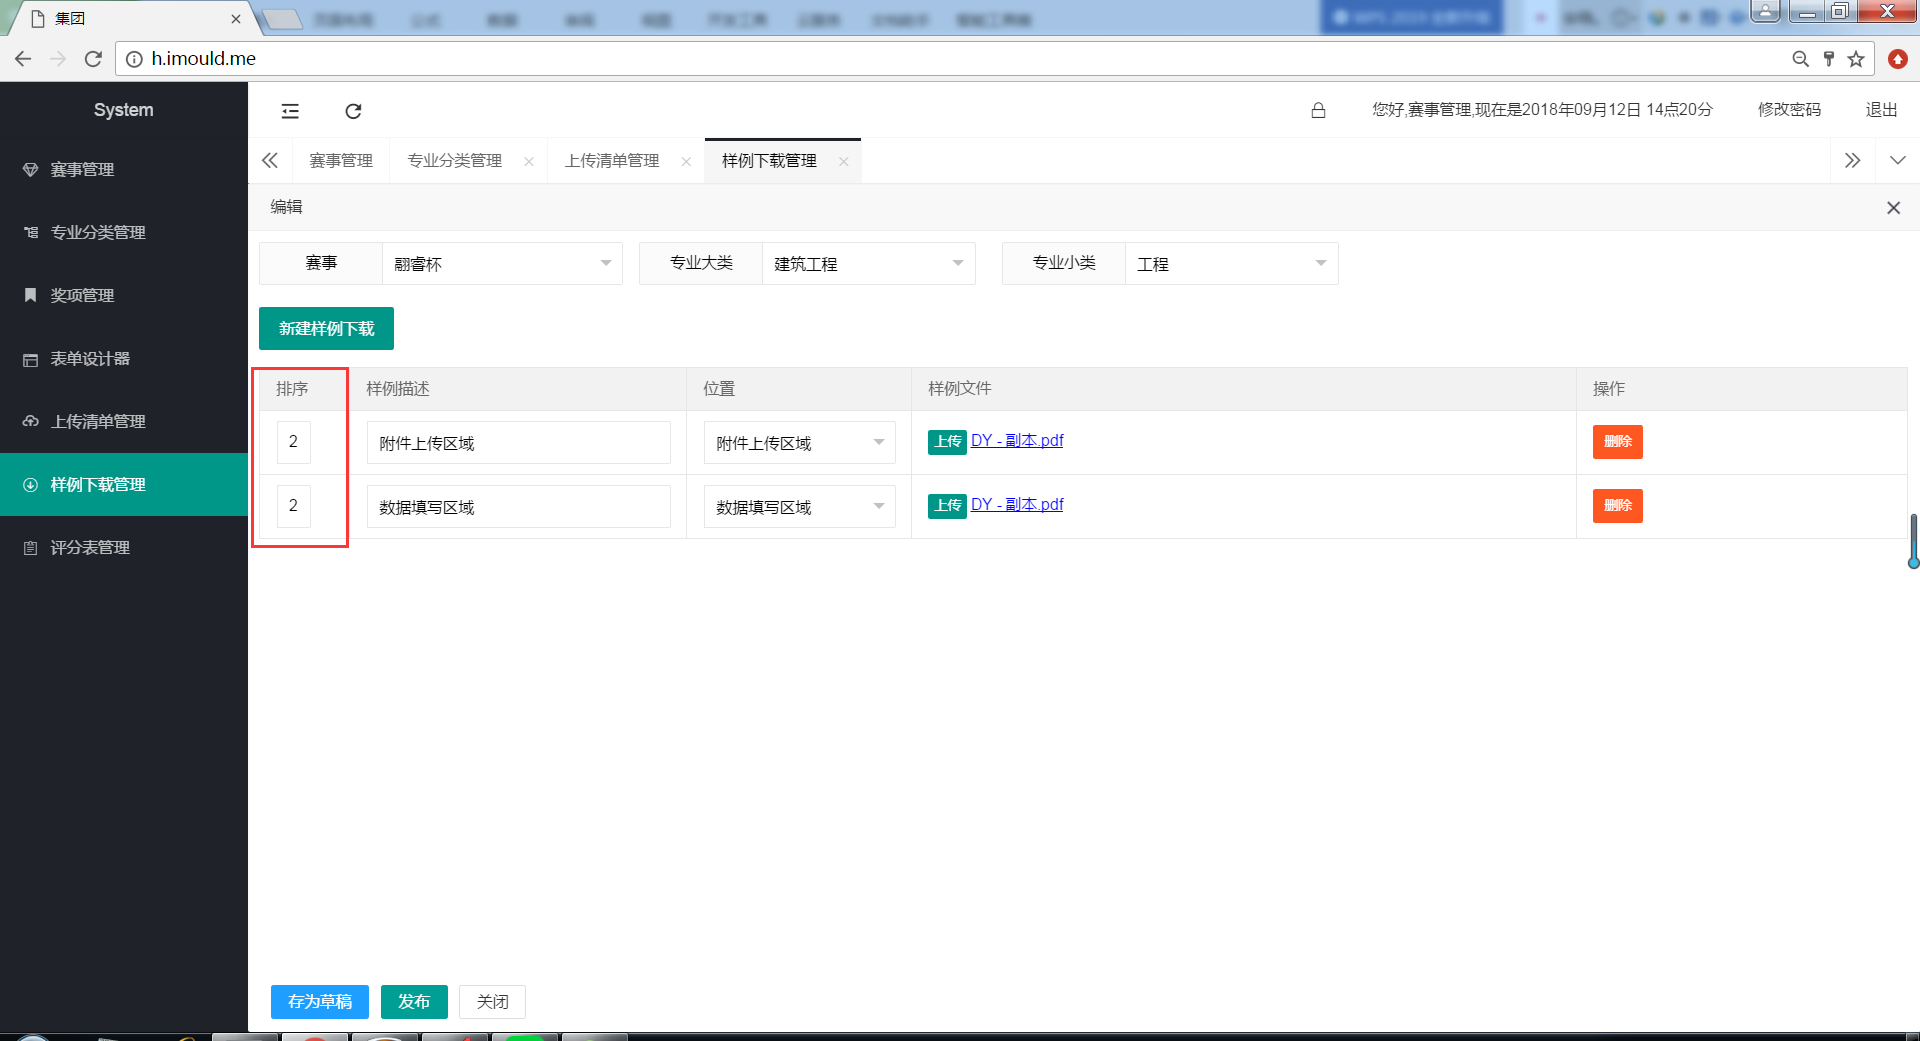 集团
h.imould.me
System
您好,赛事管理,现在是2018年09月12日 14点20分 修改密码 退出
赛事管理 专业分类管理 上传清单管理 样例下载管理
赛事管理
专业分类管理
奖项管理
表单设计器
上传清单管理
样例下载管理
评分表管理
编辑
赛事 翩睿杯 专业大类 建筑工程 专业小类 工程
新建样例下载
排序 样例描述 位置 样例文件 操作
2 附件上传区域 附件上传区域 上传 DY - 副本.pdf 删除
2 数据填写区域 数据填写区域 上传 DY - 副本.pdf 删除
存为草稿 发布 关闭